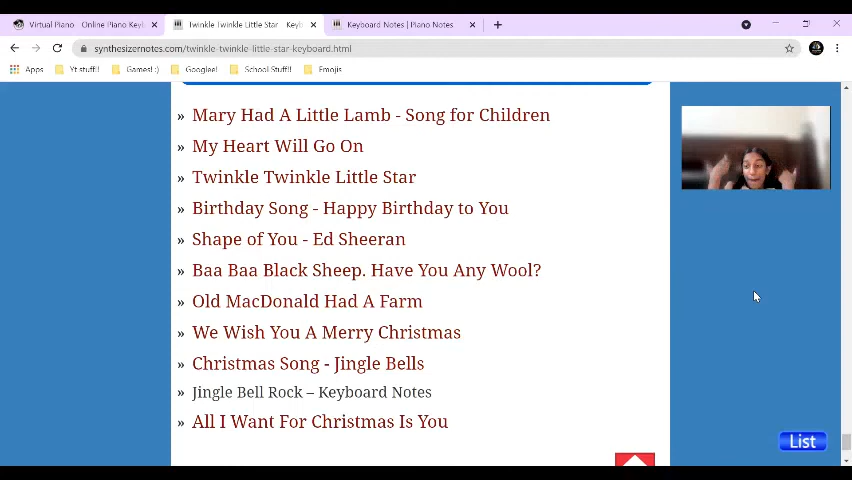 Virtual Piano Online Piano Key
Twinkle Twinkle Little Star Keyb
Keyboard Notes | Piano Notes
synthesizernotes.com/twinkle-twinkle-little-star-keyboard.html
Apps
Yt stuff!!
Games! :)
Googlee!
School Stuff!!
Emojis
» Mary Had A Little Lamb - Song for Children
» My Heart Will Go On
» Twinkle Twinkle Little Star
» Birthday Song - Happy Birthday to You
» Shape of You - Ed Sheeran
» Baa Baa Black Sheep. Have You Any Wool?
» Old MacDonald Had A Farm
» We Wish You A Merry Christmas
» Christmas Song - Jingle Bells
» Jingle Bell Rock – Keyboard Notes
» All I Want For Christmas Is You
List